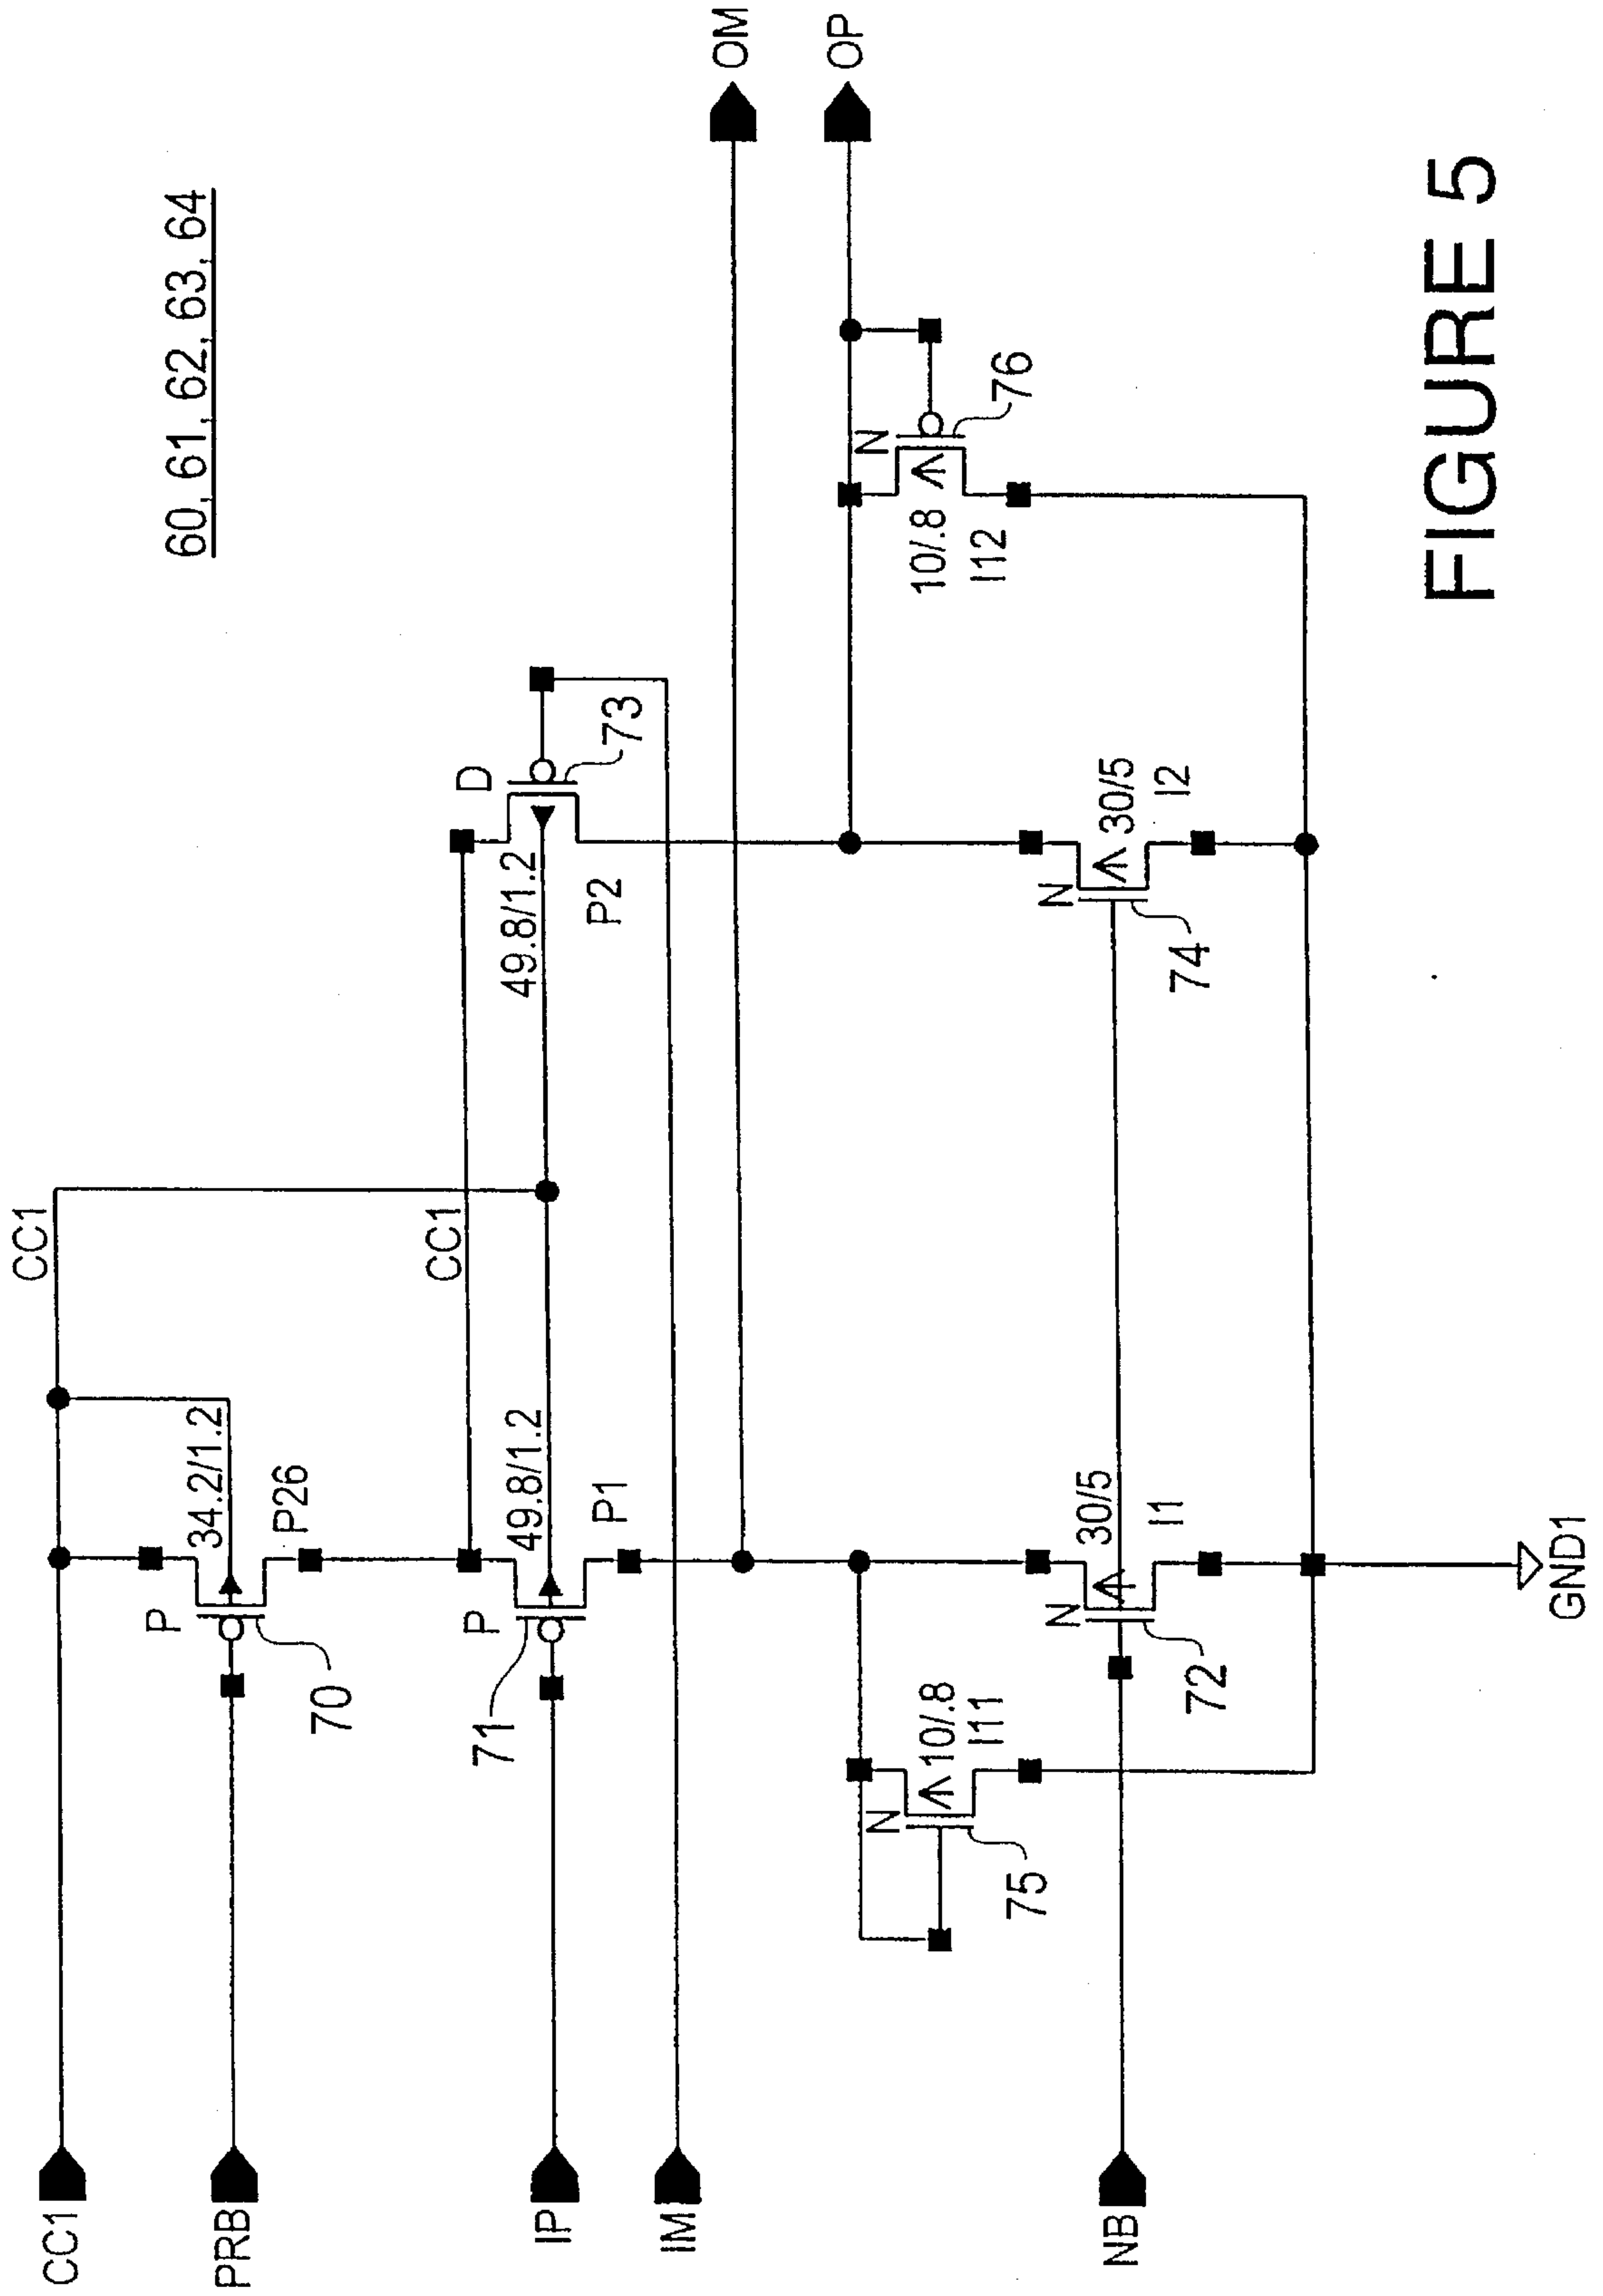 60, 61, 62, 63, 64
CC1
CC1
P
34.2/1.2
P26
70
PRB
CC1
D
49.8/1.2
P2
73
P
49.8/1.2
P1
71
IP
IM
OM
OP
N
10/.8
I12
76
N
10/.8
I11
75
N
30/5
I1
72
N
30/5
I2
74
NB
GND1
FIGURE 5